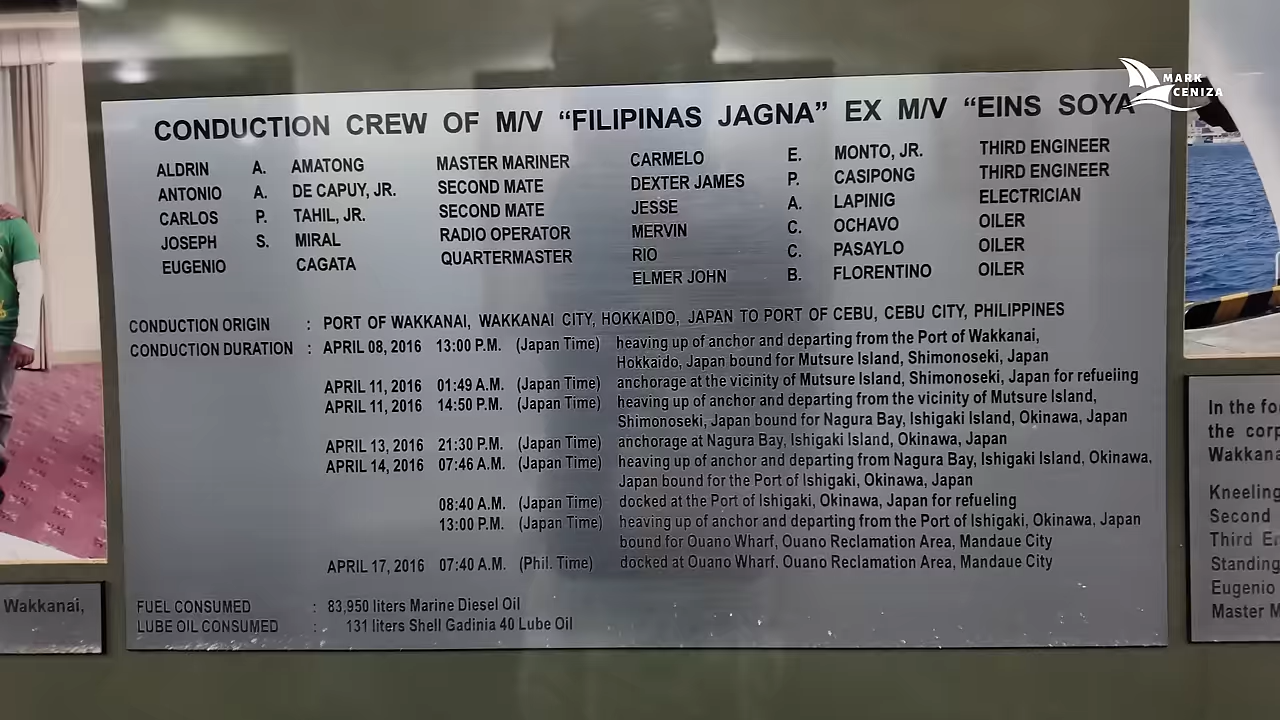 MARK
CENIZA
CONDUCTION CREW OF M/V “FILIPINAS JAGNA” EX M/V “EINS SOYA”
ALDRIN A. AMATONG MASTER MARINER CARMELO E. MONTO, JR. THIRD ENGINEER
ANTONIO A. DE CAPUY, JR. SECOND MATE DEXTER JAMES P. CASIPONG THIRD ENGINEER
CARLOS P. TAHIL, JR. SECOND MATE JESSE A. LAPINIG ELECTRICIAN
JOSEPH S. MIRAL RADIO OPERATOR MERVIN C. OCHAVO OILER
EUGENIO CAGATA QUARTERMASTER RIO C. PASAYLO OILER
ELMER JOHN B. FLORENTINO OILER
CONDUCTION ORIGIN : PORT OF WAKKANAI, WAKKANAI CITY, HOKKAIDO, JAPAN TO PORT OF CEBU, CEBU CITY, PHILIPPINES
CONDUCTION DURATION : APRIL 08, 2016 13:00 P.M. (Japan Time) heaving up of anchor and departing from the Port of Wakkanai,
Hokkaido, Japan bound for Mutsure Island, Shimonoseki, Japan
APRIL 11, 2016 01:49 A.M. (Japan Time) anchorage at the vicinity of Mutsure Island, Shimonoseki, Japan for refueling
APRIL 11, 2016 14:50 P.M. (Japan Time) heaving up of anchor and departing from the vicinity of Mutsure Island,
Shimonoseki, Japan bound for Nagura Bay, Ishigaki Island, Okinawa, Japan
APRIL 13, 2016 21:30 P.M. (Japan Time) anchorage at Nagura Bay, Ishigaki Island, Okinawa, Japan
APRIL 14, 2016 07:46 A.M. (Japan Time) heaving up of anchor and departing from Nagura Bay, Ishigaki Island, Okinawa,
Japan bound for the Port of Ishigaki, Okinawa, Japan
08:40 A.M. (Japan Time) docked at the Port of Ishigaki, Okinawa, Japan for refueling
13:00 P.M. (Japan Time) heaving up of anchor and departing from the Port of Ishigaki, Okinawa, Japan
bound for Ouano Wharf, Ouano Reclamation Area, Mandaue City
APRIL 17, 2016 07:40 A.M. (Phil. Time) docked at Ouano Wharf. Ouano Reclamation Area, Mandaue City
FUEL CONSUMED : 83,950 liters Marine Diesel Oil
LUBE OIL CONSUMED : 131 liters Shell Gadinia 40 Lube Oil
Wakkanai,
In the
the
Wakkana
Kneeling
Second
Third
Standing
Eugenio
Master